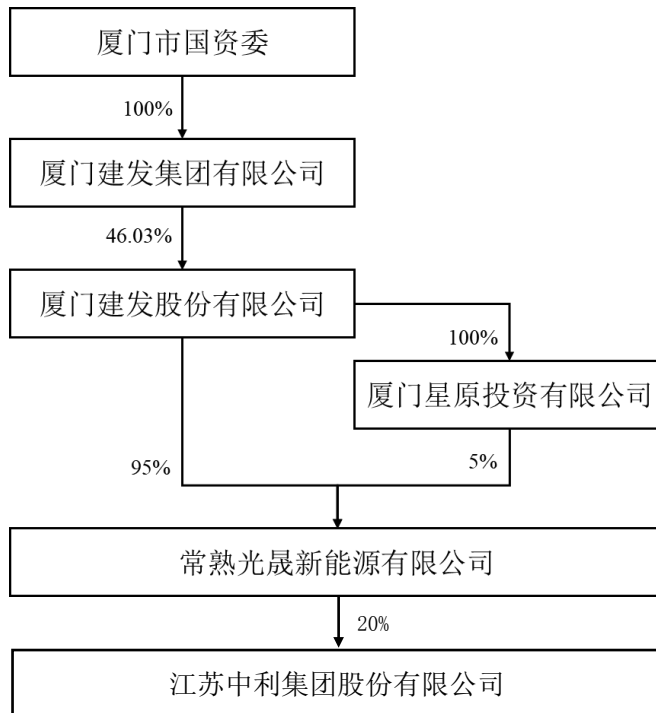 厦门市国资委
100%
厦门建发集团有限公司
46.03%
厦门建发股份有限公司
100%
厦门星原投资有限公司
95%
5%
常熟光晟新能源有限公司
20%
江苏中利集团股份有限公司